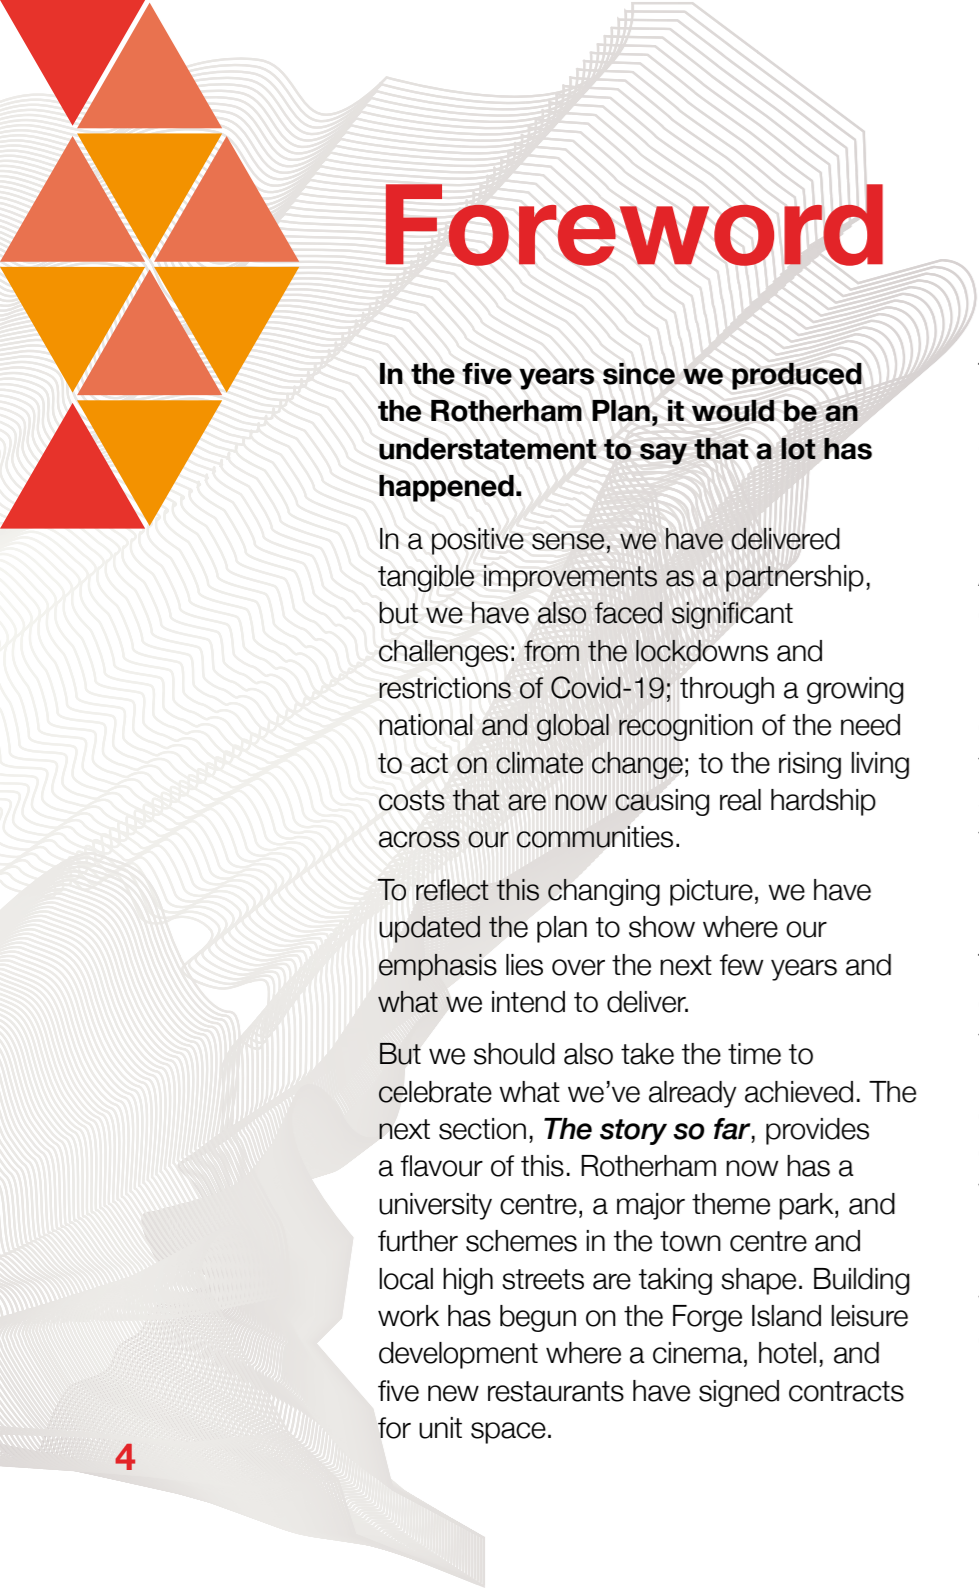 Foreword
In the five years since we produced
the Rotherham Plan, it would be an
understatement to say that a lot has
happened.
In a positive sense, we have delivered
tangible improvements as a partnership,
but we have also faced significant
challenges: from the lockdowns and
restrictions of Covid-19; through a growing
national and global recognition of the need
to act on climate change; to the rising living
costs that are now causing real hardship
across our communities.
To reflect this changing picture, we have
updated the plan to show where our
emphasis lies over the next few years and
what we intend to deliver.
But we should also take the time to
celebrate what we’ve already achieved. The
next section, The story so far, provides
a flavour of this. Rotherham now has a
university centre, a major theme park, and
further schemes in the town centre and
local high streets are taking shape. Building
work has begun on the Forge Island leisure
development where a cinema, hotel, and
five new restaurants have signed contracts
for unit space.
4